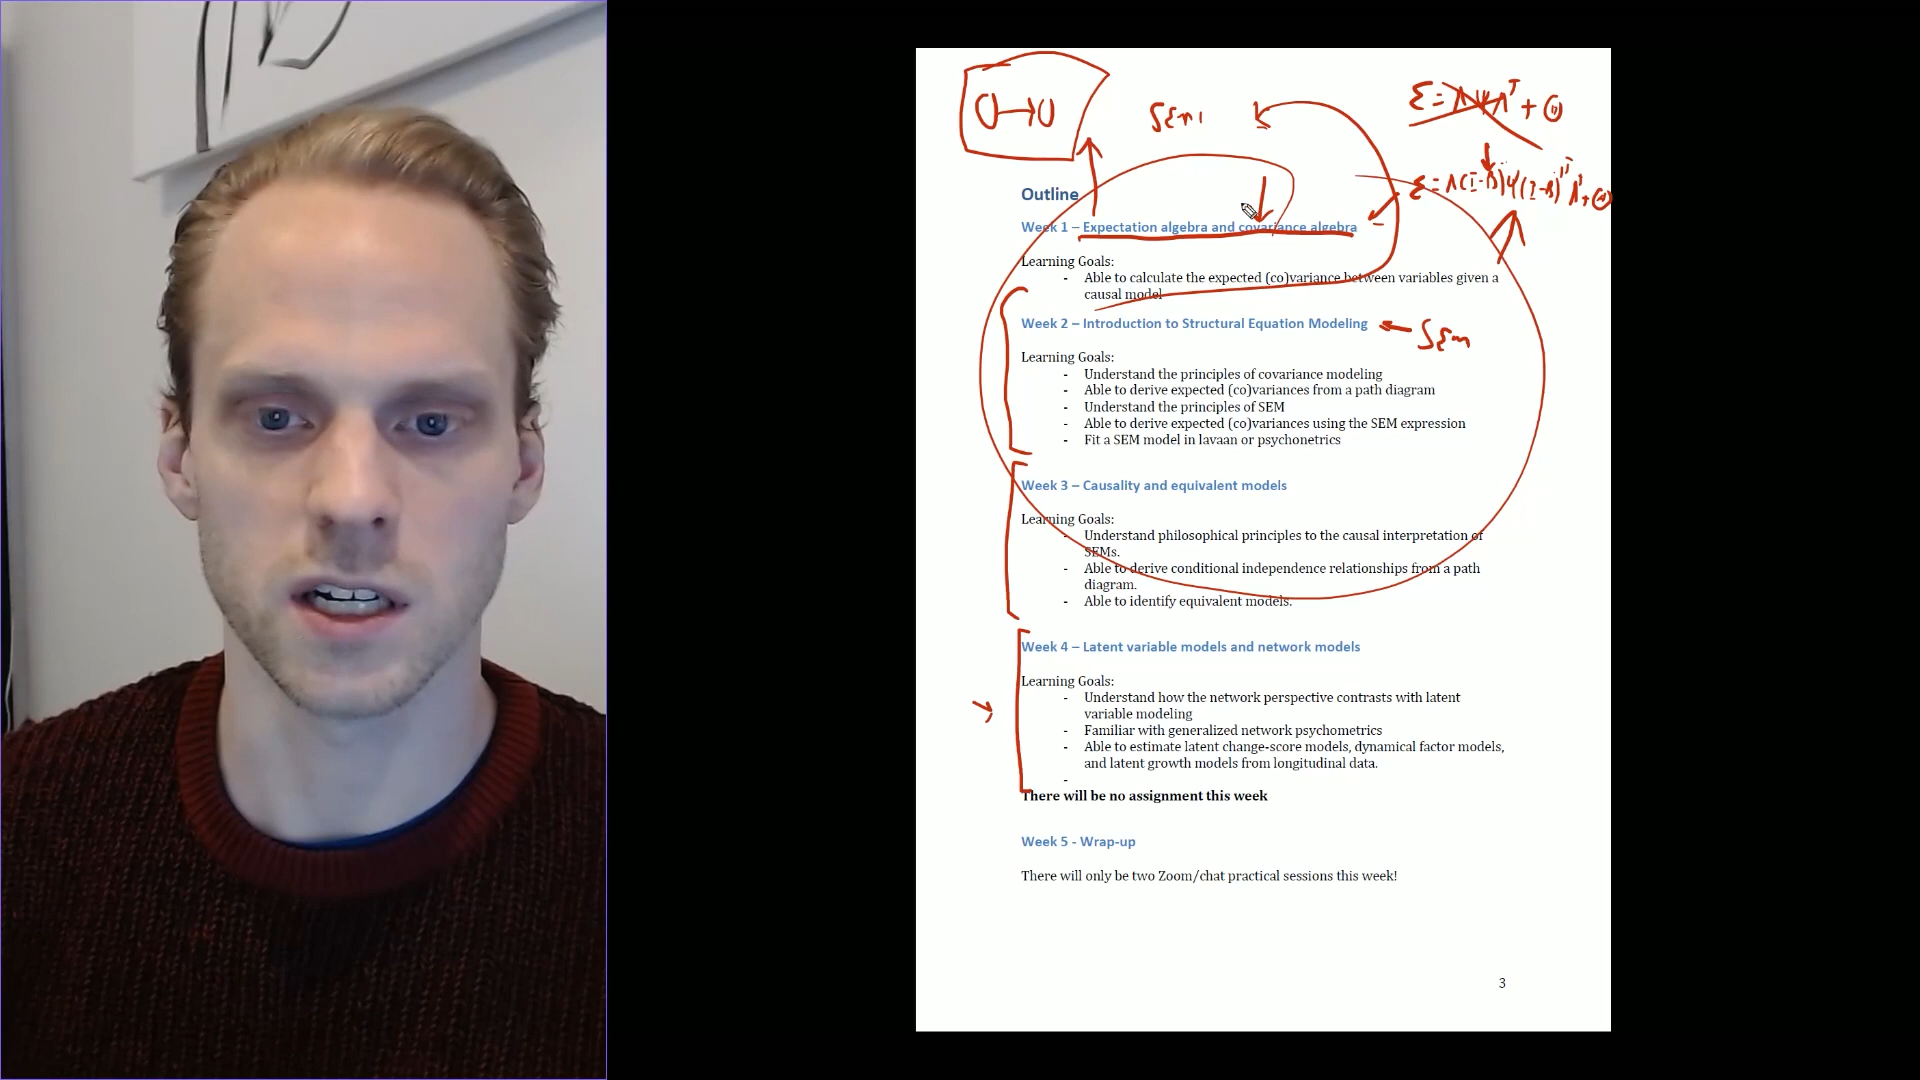 SEM
Σ = ΛΨΛᵀ + Θ
Σ = Λ(I-B)⁻¹Ψ(I-B)⁻¹ᵀΛᵀ + Θ
Outline
Week 1 – Expectation algebra and covariance algebra
Learning Goals:
- Able to calculate the expected (co)variance between variables given a
causal model
Week 2 – Introduction to Structural Equation Modeling
SEM
Learning Goals:
- Understand the principles of covariance modeling
- Able to derive expected (co)variances from a path diagram
- Understand the principles of SEM
- Able to derive expected (co)variances using the SEM expression
- Fit a SEM model in lavaan or psychonetrics
Week 3 – Causality and equivalent models
Learning Goals:
- Understand philosophical principles to the causal interpretation of
SEMs.
- Able to derive conditional independence relationships from a path
diagram.
- Able to identify equivalent models.
Week 4 – Latent variable models and network models
Learning Goals:
- Understand how the network perspective contrasts with latent
variable modeling
- Familiar with generalized network psychometrics
- Able to estimate latent change-score models, dynamical factor models,
and latent growth models from longitudinal data.
-
There will be no assignment this week
Week 5 - Wrap-up
There will only be two Zoom/chat practical sessions this week!
3